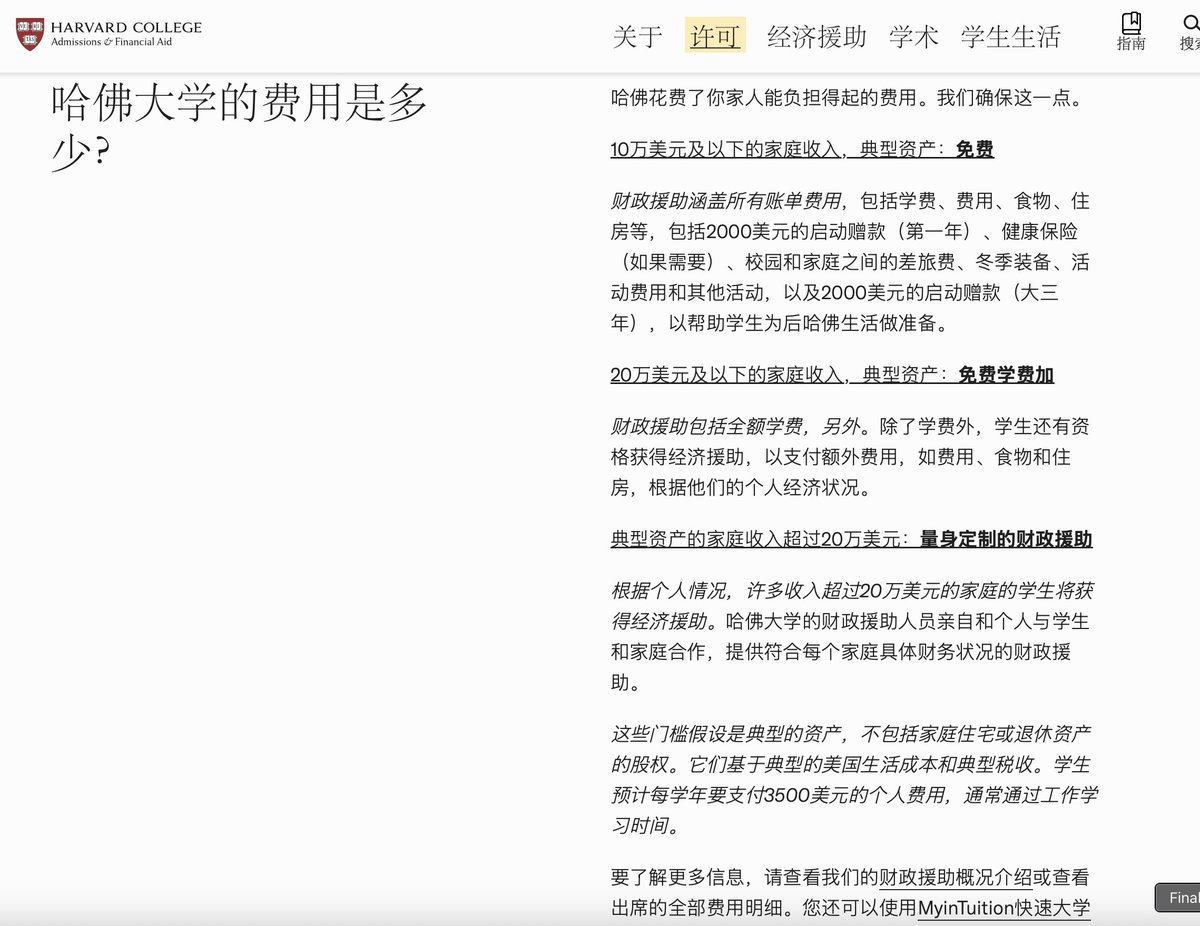 HARVARD COLLEGE
Admissions & Financial Aid
关于 许可 经济援助 学术 学生生活
指南
哈佛大学的费用是多
少?
哈佛花费了你家人能负担得起的费用。我们确保这一点。
10万美元及以下的家庭收入，典型资产：免费
财政援助涵盖所有账单费用，包括学费、费用、食物、住
房等，包括2000美元的启动赠款（第一年）、健康保险
（如果需要）、校园和家庭之间的差旅费、冬季装备、活
动费用和其他活动，以及2000美元的启动赠款（大三
年），以帮助学生为后哈佛生活做准备。
20万美元及以下的家庭收入，典型资产：免费学费加
财政援助包括全额学费，另外。除了学费外，学生还有资
格获得经济援助，以支付额外费用，如费用、食物和住
房，根据他们的个人经济状况。
典型资产的家庭收入超过20万美元：量身定制的财政援助
根据个人情况，许多收入超过20万美元的家庭的学生将获
得经济援助。哈佛大学的财政援助人员亲自和个人与学生
和家庭合作，提供符合每个家庭具体财务状况的财政援
助。
这些门槛假设是典型的资产，不包括家庭住宅或退休资产
的股权。它们基于典型的美国生活成本和典型税收。学生
预计每学年要支付3500美元的个人费用，通常通过工作学
习时间。
要了解更多信息，请查看我们的财政援助概况介绍或查看
出席的全部费用明细。您还可以使用MyinTuition快速大学